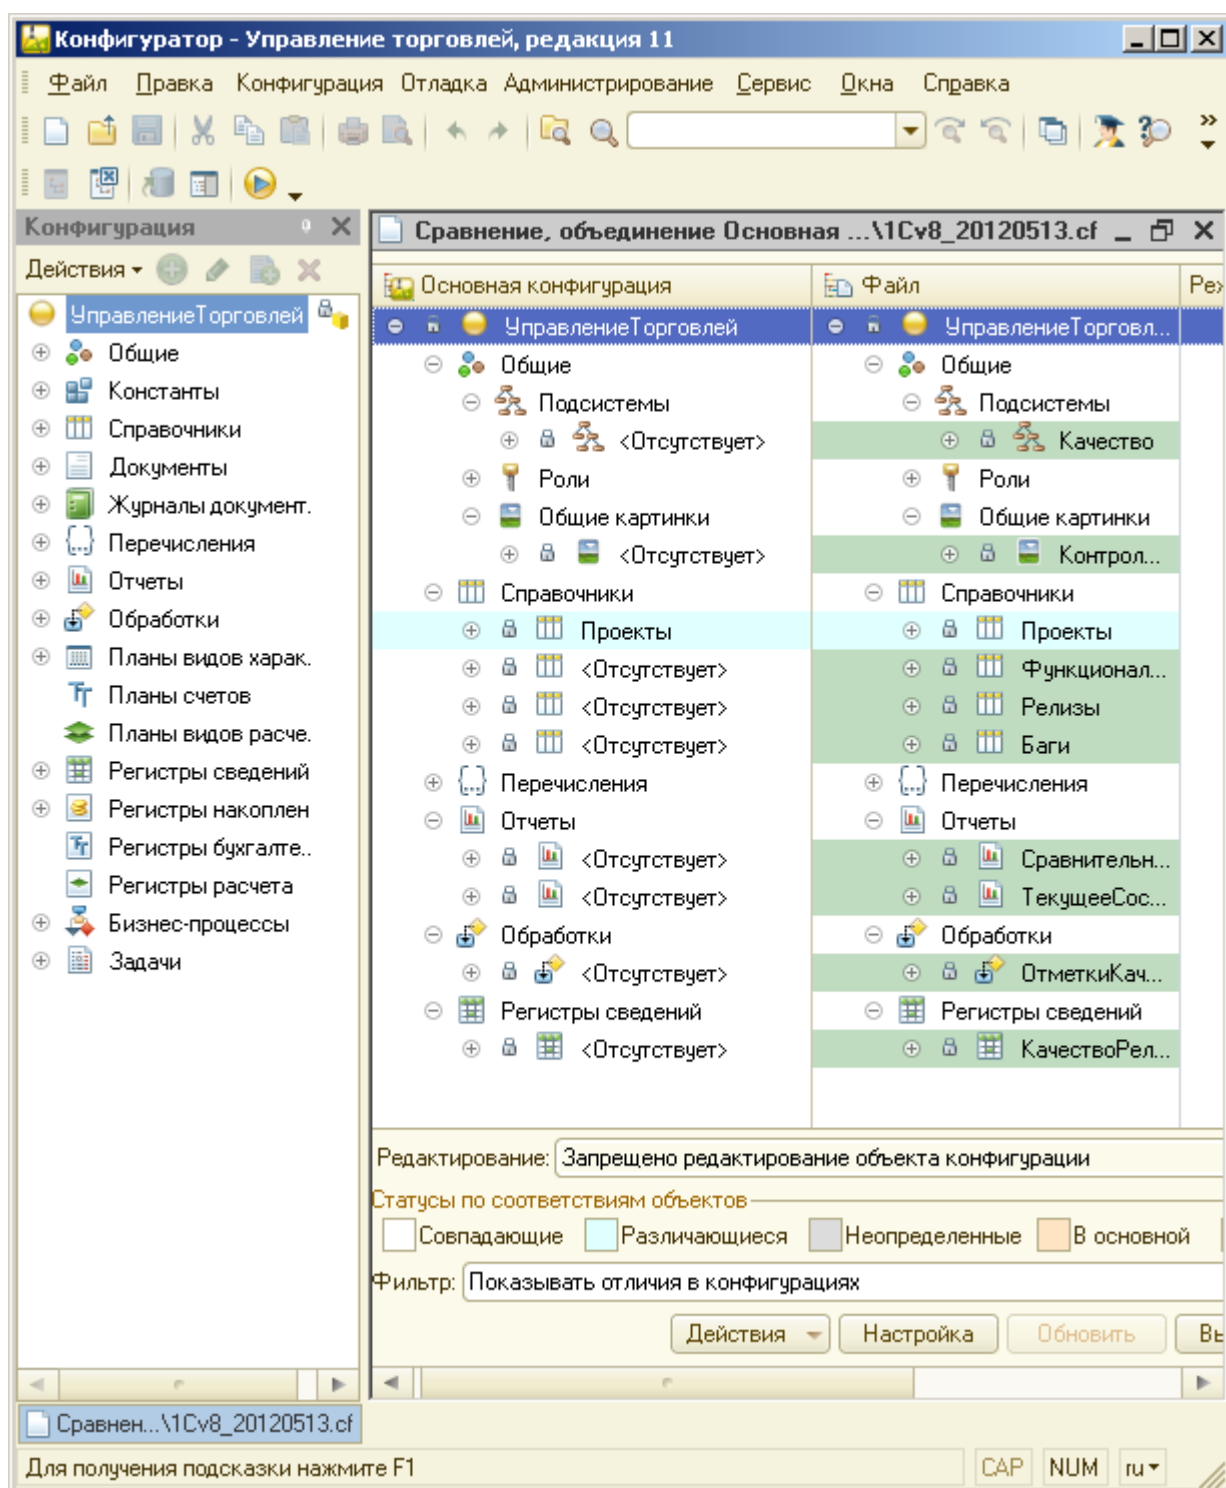 Конфигуратор - Управление торговлей, редакция 11
Файл Правка Конфигурация Отладка Администрирование Сервис Окна Справка
Конфигурация
Действия
УправлениеТорговлей
Общие
Константы
Справочники
Документы
Журналы документ.
Перечисления
Отчеты
Обработки
Планы видов харак.
Планы счетов
Планы видов расче.
Регистры сведений
Регистры накоплен
Регистры бухгалте..
Регистры расчета
Бизнес-процессы
Задачи
Сравнение, объединение Основная ...\1Cv8_20120513.cf
Основная конфигурация Файл Реж
УправлениеТорговлей УправлениеТорговл...
Общие Общие
Подсистемы Подсистемы
<Отсутствует> Качество
Роли Роли
Общие картинки Общие картинки
<Отсутствует> Контрол...
Справочники Справочники
Проекты Проекты
<Отсутствует> Функционал...
<Отсутствует> Релизы
<Отсутствует> Баги
Перечисления Перечисления
Отчеты Отчеты
<Отсутствует> Сравнительн...
<Отсутствует> ТекущееСос...
Обработки Обработки
<Отсутствует> ОтметкиКач...
Регистры сведений Регистры сведений
<Отсутствует> КачествоРел...
Редактирование: Запрещено редактирование объекта конфигурации
Статусы по соответствиям объектов
Совпадающие Различающиеся Неопределенные В основной
Фильтр: Показывать отличия в конфигурациях
Действия Настройка Обновить Вы
Сравнен...\1Cv8_20120513.cf
Для получения подсказки нажмите F1 CAP NUM ru